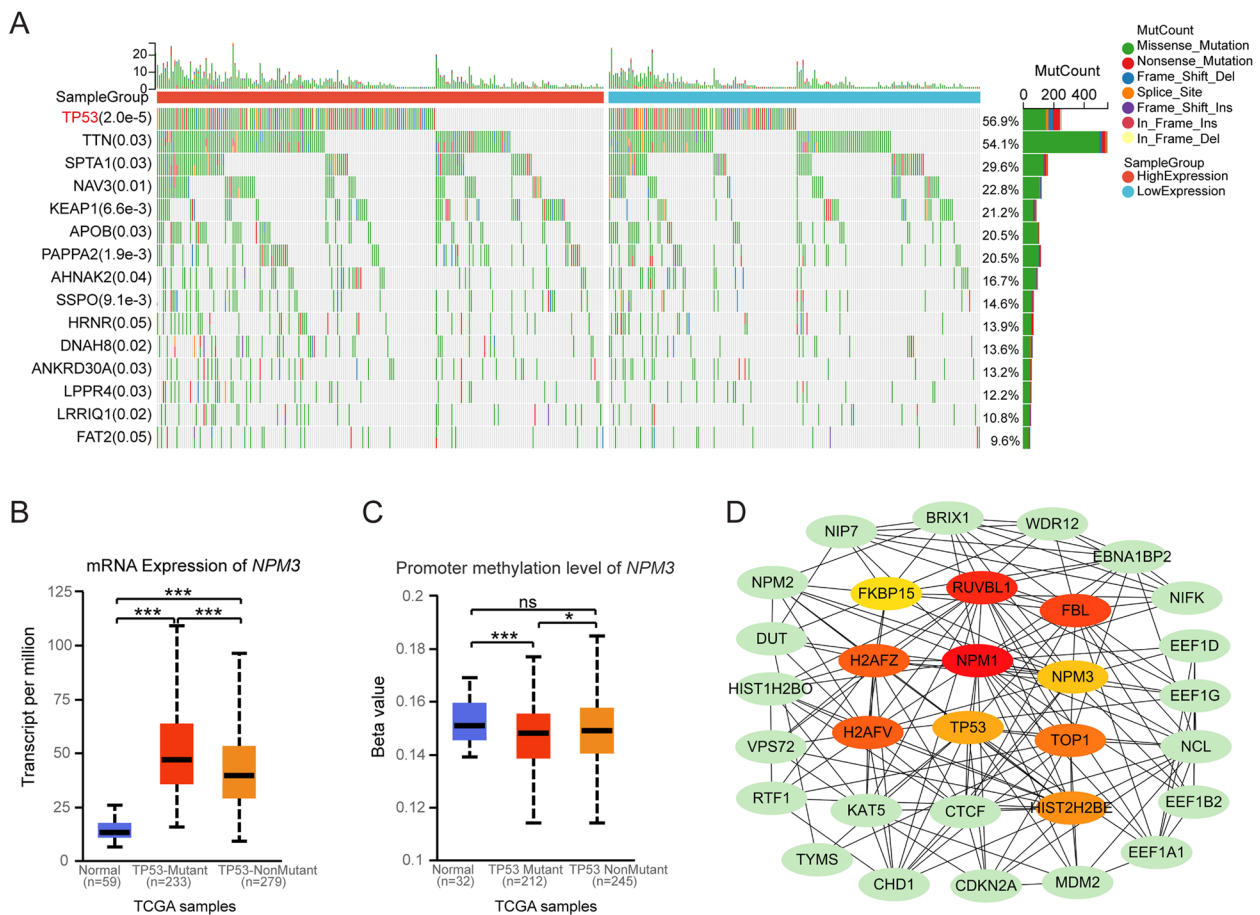 A
20
10
0
SampleGroup
TP53(2.0e-5)
TTN(0.03)
SPTA1(0.03)
NAV3(0.01)
KEAP1(6.6e-3)
APOB(0.03)
PAPPA2(1.9e-3)
AHNAK2(0.04)
SSPO(9.1e-3)
HRNR(0.05)
DNAH8(0.02)
ANKRD30A(0.03)
LPPR4(0.03)
LRRIQ1(0.02)
FAT2(0.05)
56.9%
54.1%
29.6%
22.8%
21.2%
20.5%
20.5%
16.7%
14.6%
13.9%
13.6%
13.2%
12.2%
10.8%
9.6%
MutCount
0 200 400
MutCount
Missense_Mutation
Nonsense_Mutation
Frame_Shift_Del
Splice_Site
Frame_Shift_Ins
In_Frame_Ins
In_Frame_Del
SampleGroup
HighExpression
LowExpression
B
mRNA Expression of NPM3
Transcript per million
125
100
75
50
25
0
***
*** ***
Normal TP53-Mutant TP53-NonMutant
(n=59) (n=233) (n=279)
TCGA samples
C
Promoter methylation level of NPM3
Beta value
0.2
0.18
0.16
0.14
0.12
0.1
ns
*** *
Normal TP53 Mutant TP53 NonMutant
(n=32) (n=212) (n=245)
TCGA samples
D
BRIX1
WDR12
NIP7
EBNA1BP2
NPM2
FKBP15
RUVBL1
FBL
NIFK
DUT
EEF1D
H2AFZ
NPM1
NPM3
HIST1H2BO
EEF1G
H2AFV
TP53
TOP1
VPS72
NCL
RTF1
KAT5
CTCF
HIST2H2BE
EEF1B2
TYMS
EEF1A1
CHD1
CDKN2A
MDM2